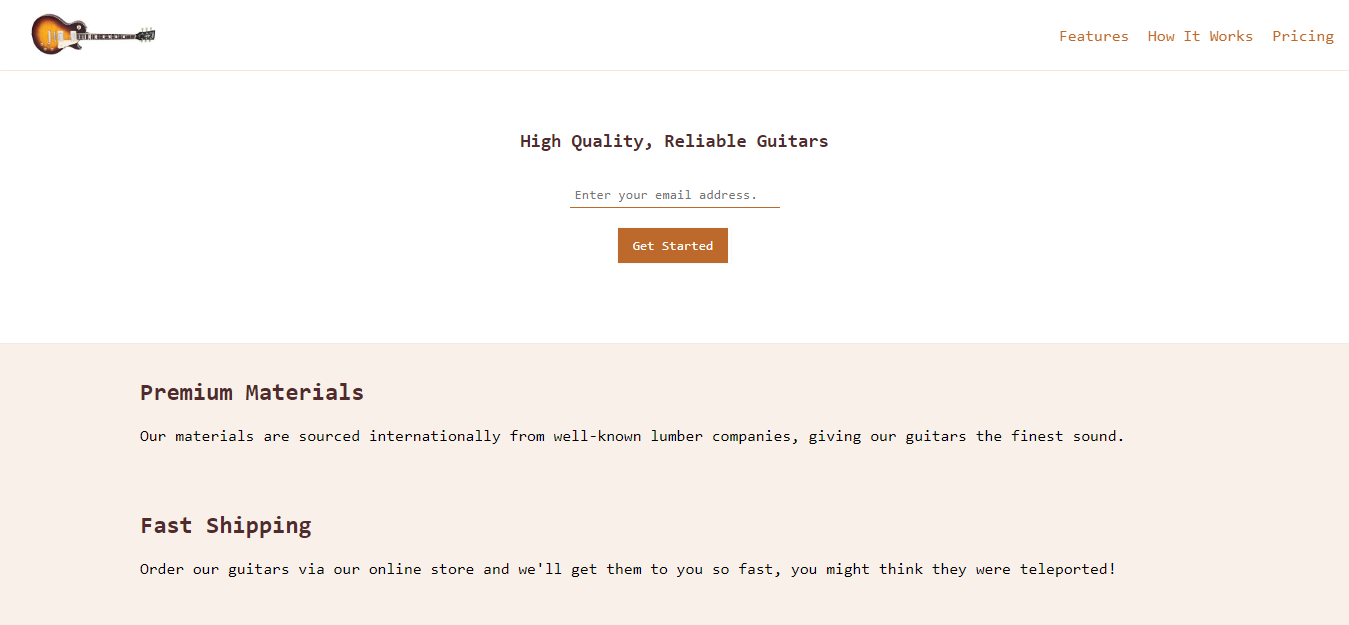 Features How It Works Pricing
High Quality, Reliable Guitars
Enter your email address.
Get Started
Premium Materials
Our materials are sourced internationally from well-known lumber companies, giving our guitars the finest sound.
Fast Shipping
Order our guitars via our online store and we'll get them to you so fast, you might think they were teleported!